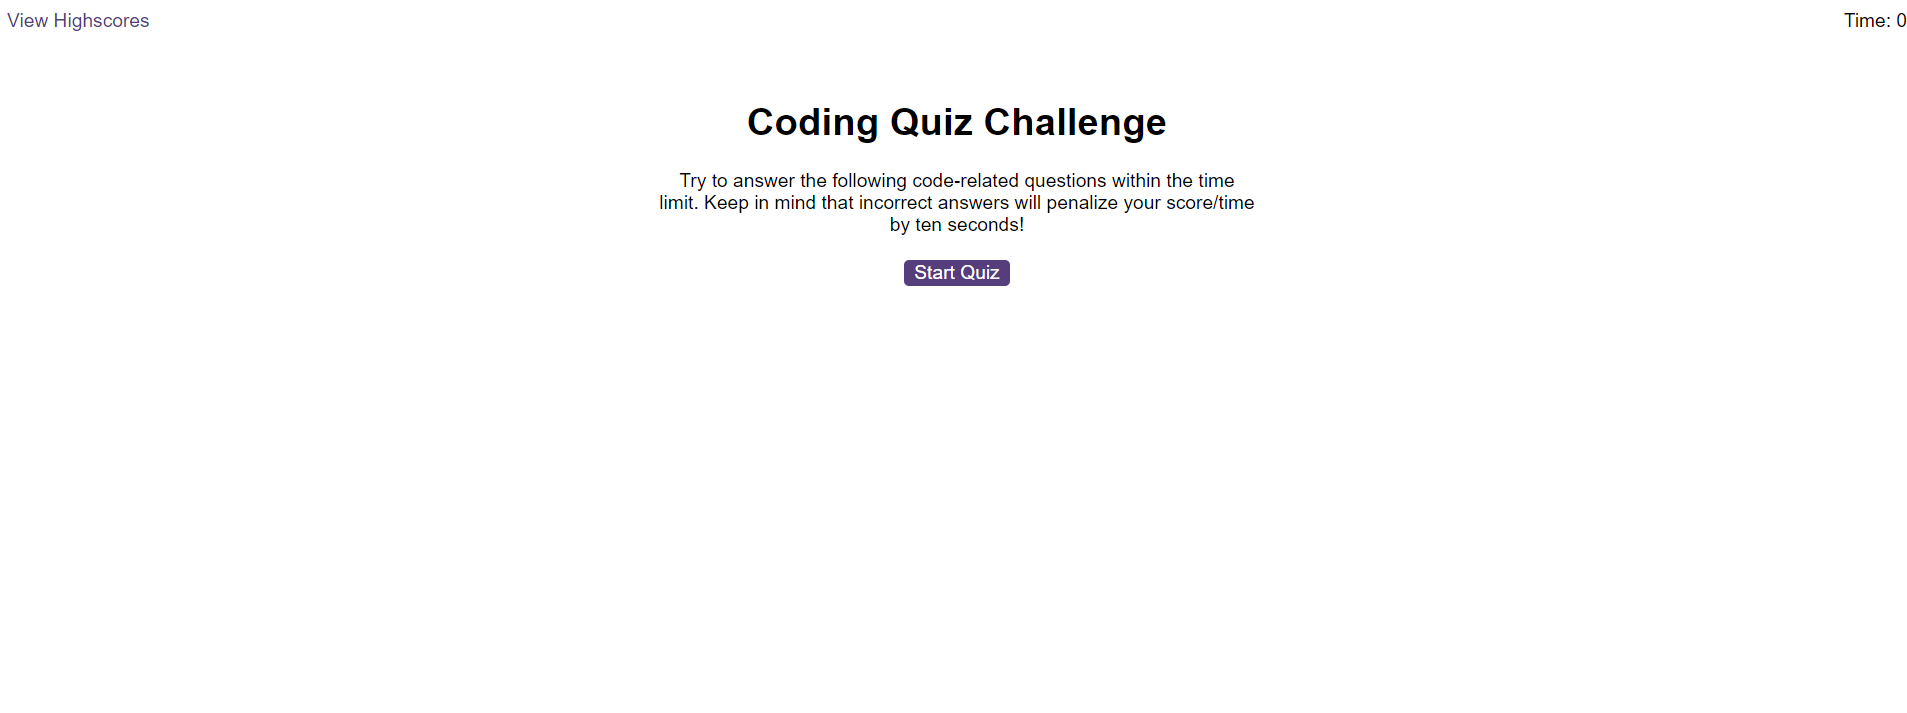 View Highscores
Time: 0
Coding Quiz Challenge
Try to answer the following code-related questions within the time
limit. Keep in mind that incorrect answers will penalize your score/time
by ten seconds!
Start Quiz